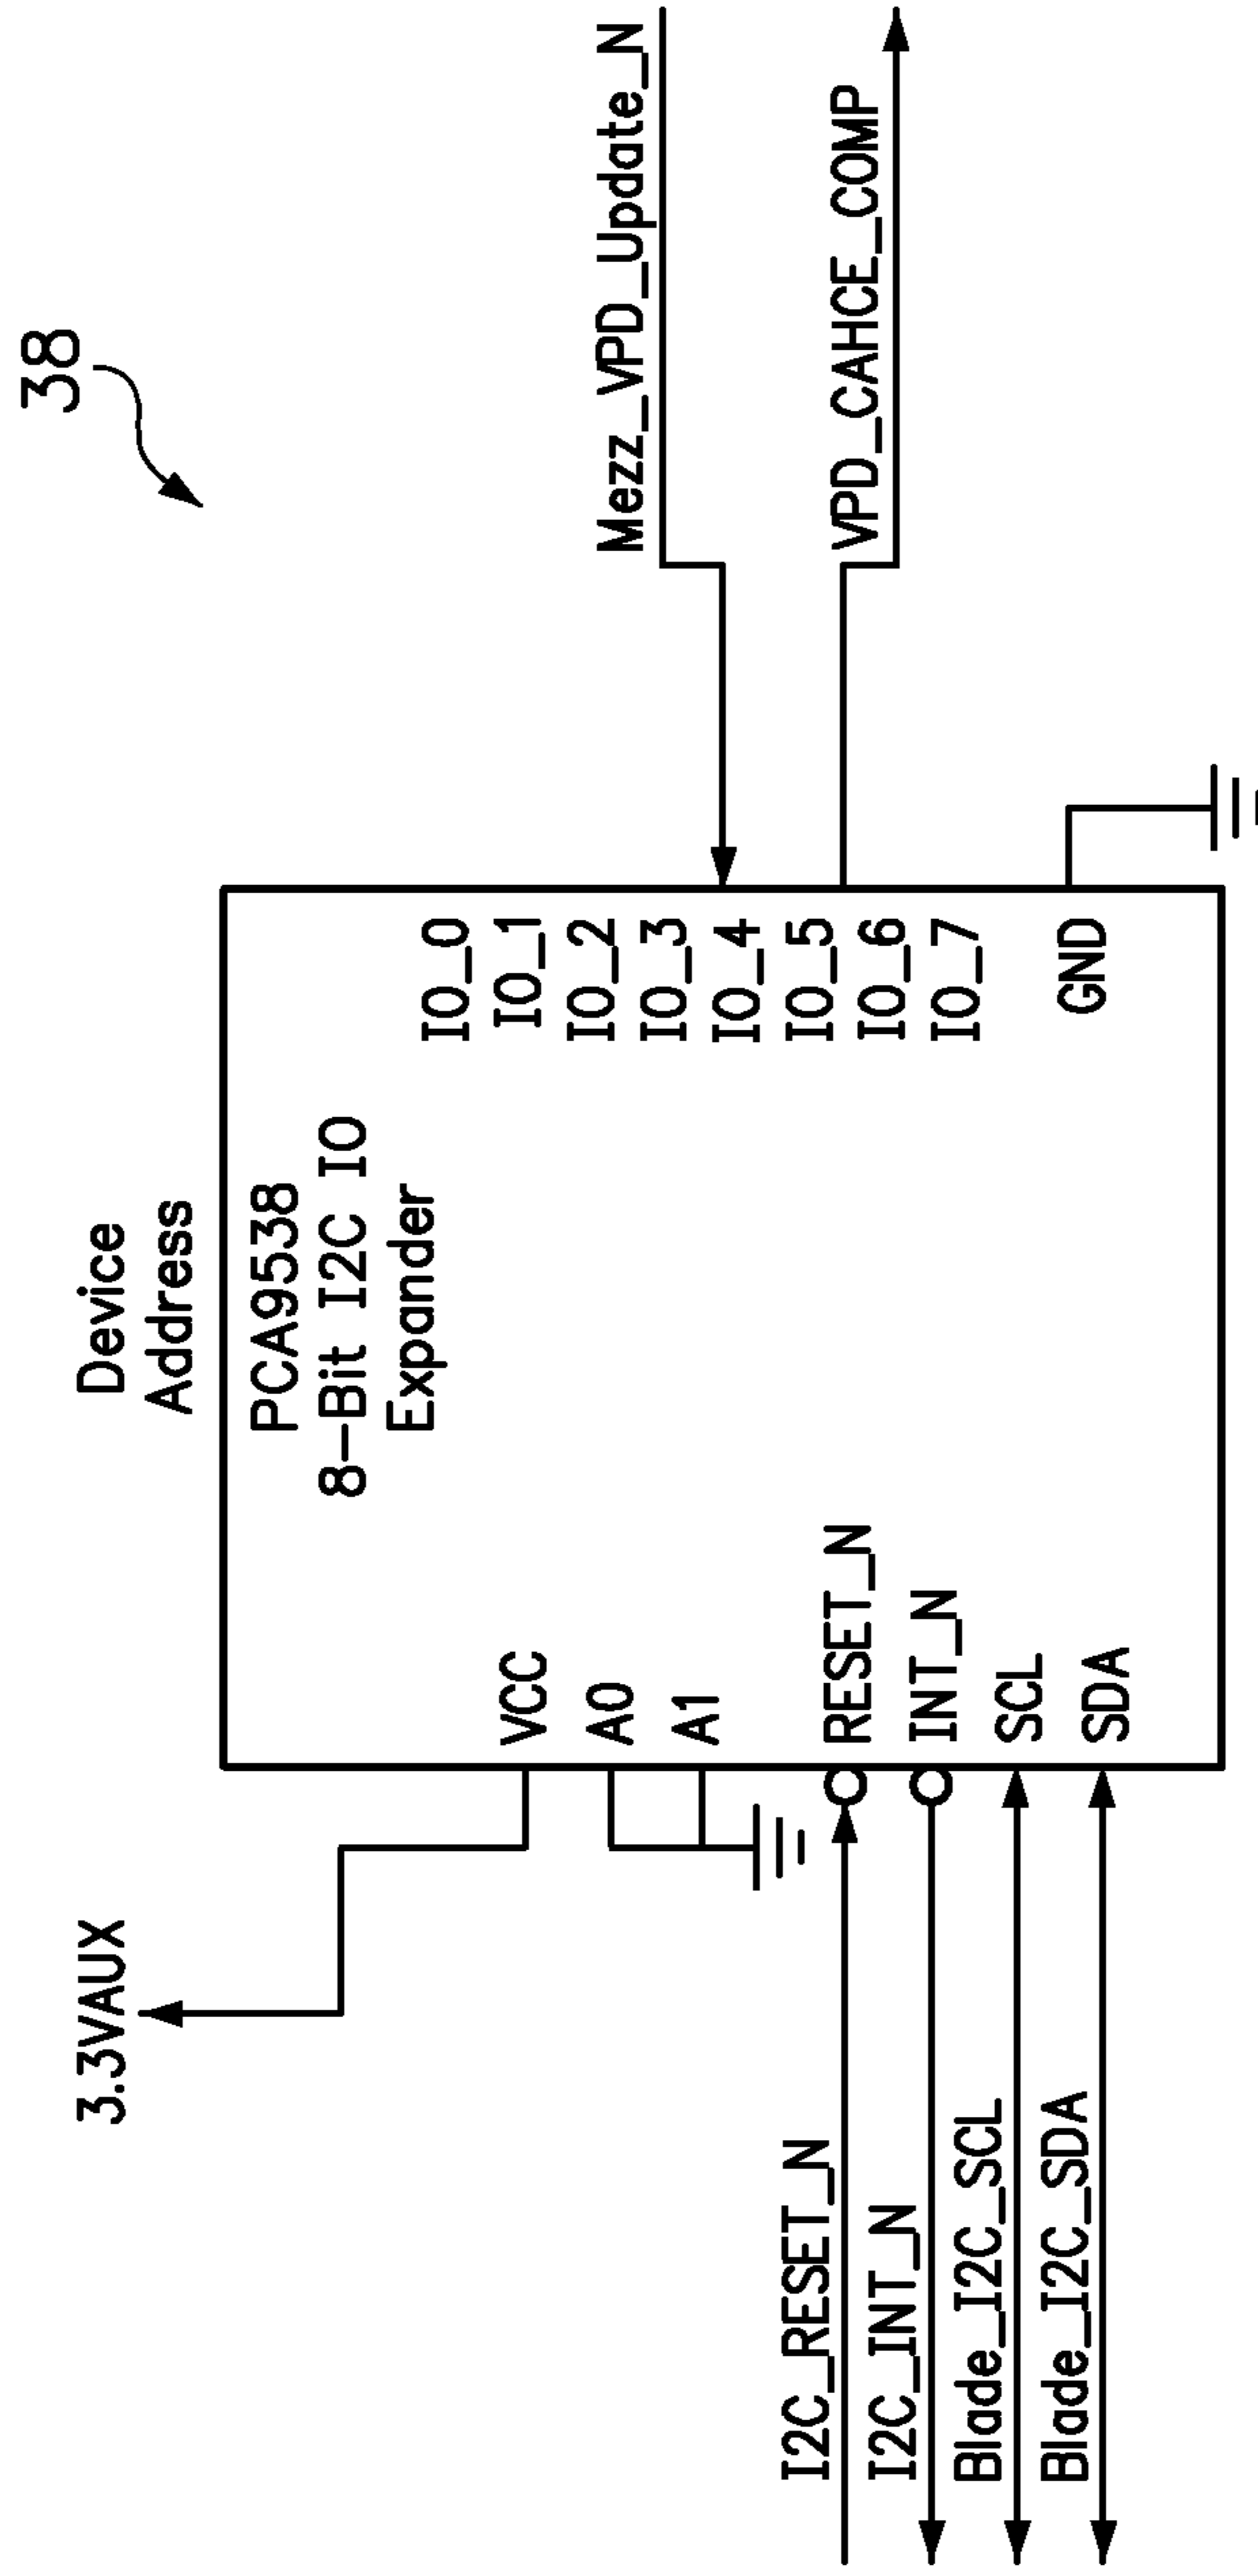 38
Device
Address
3.3VAUX
PCA9538
8-Bit I2C IO
Expander
VCC
A0
A1
I2C_RESET_N
RESET_N
I2C_INT_N
INT_N
Blade_I2C_SCL
SCL
Blade_I2C_SDA
SDA
IO_0
IO_1
IO_2
IO_3
IO_4
IO_5
IO_6
IO_7
GND
Mezz_VPD_Update_N
VPD_CAHCE_COMP